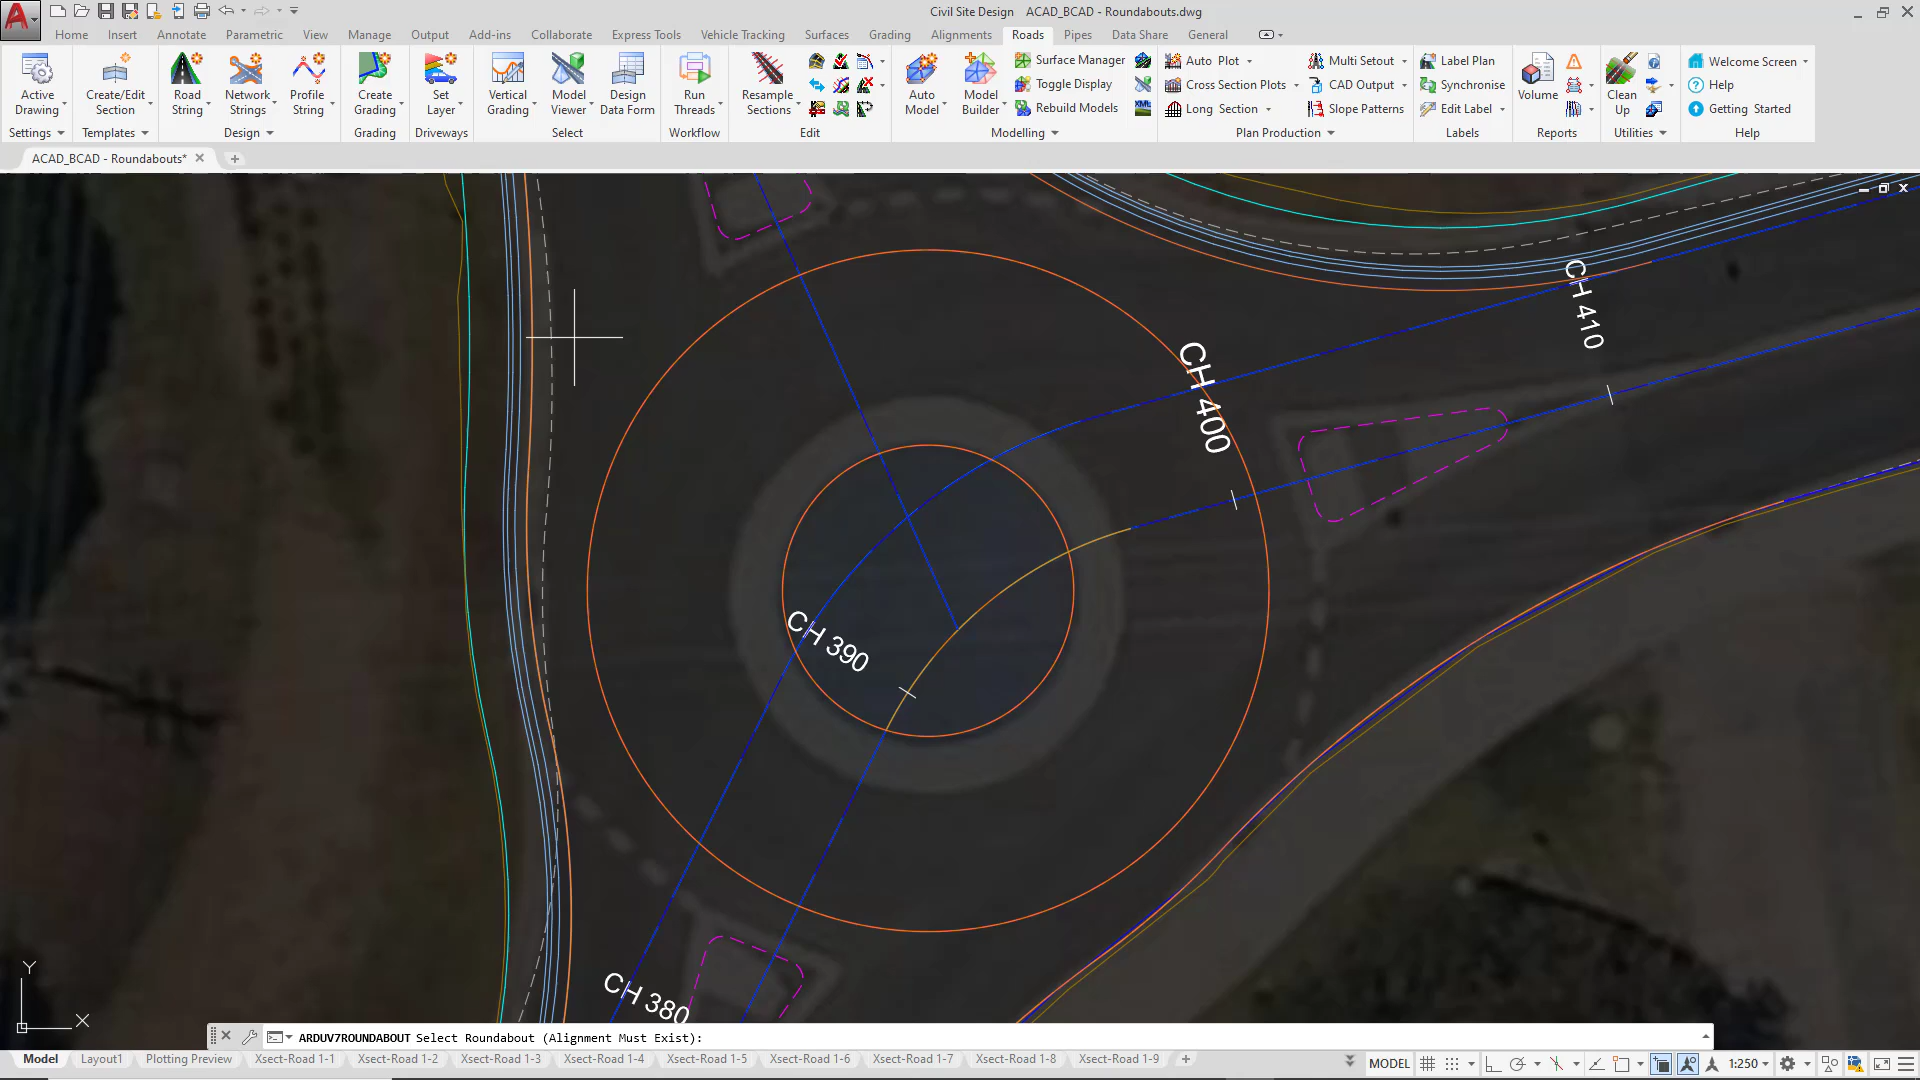 Civil Site Design ACAD_BCAD - Roundabouts.dwg
Home Insert Annotate Parametric View Manage Output Add-ins Collaborate Express Tools Vehicle Tracking Surfaces Grading Alignments Roads Pipes Data Share General
Active Drawing
Settings
Create/Edit Section
Templates
Road String
Network Strings
Profile String
Design
Create Grading
Grading
Set Layer
Driveways
Vertical Grading
Model Viewer
Design Data Form
Select
Run Threads
Workflow
Resample Sections
Edit
Auto Model
Model Builder
Surface Manager
Toggle Display
Rebuild Models
XML
Modelling
Auto Plot
Cross Section Plots
Long Section
Multi Setout
CAD Output
Slope Patterns
Plan Production
Label Plan
Synchronise
Edit Label
Labels
Volume
Reports
Clean Up
Utilities
Welcome Screen
Help
Getting Started
Help
ACAD_BCAD - Roundabouts*
CH 410
CH 400
CH 390
CH 380
Y
X
ARDUV7ROUNDABOUT Select Roundabout (Alignment Must Exist):
Model Layout1 Plotting Preview Xsect-Road 1-1 Xsect-Road 1-2 Xsect-Road 1-3 Xsect-Road 1-4 Xsect-Road 1-5 Xsect-Road 1-6 Xsect-Road 1-7 Xsect-Road 1-8 Xsect-Road 1-9
MODEL 1:250